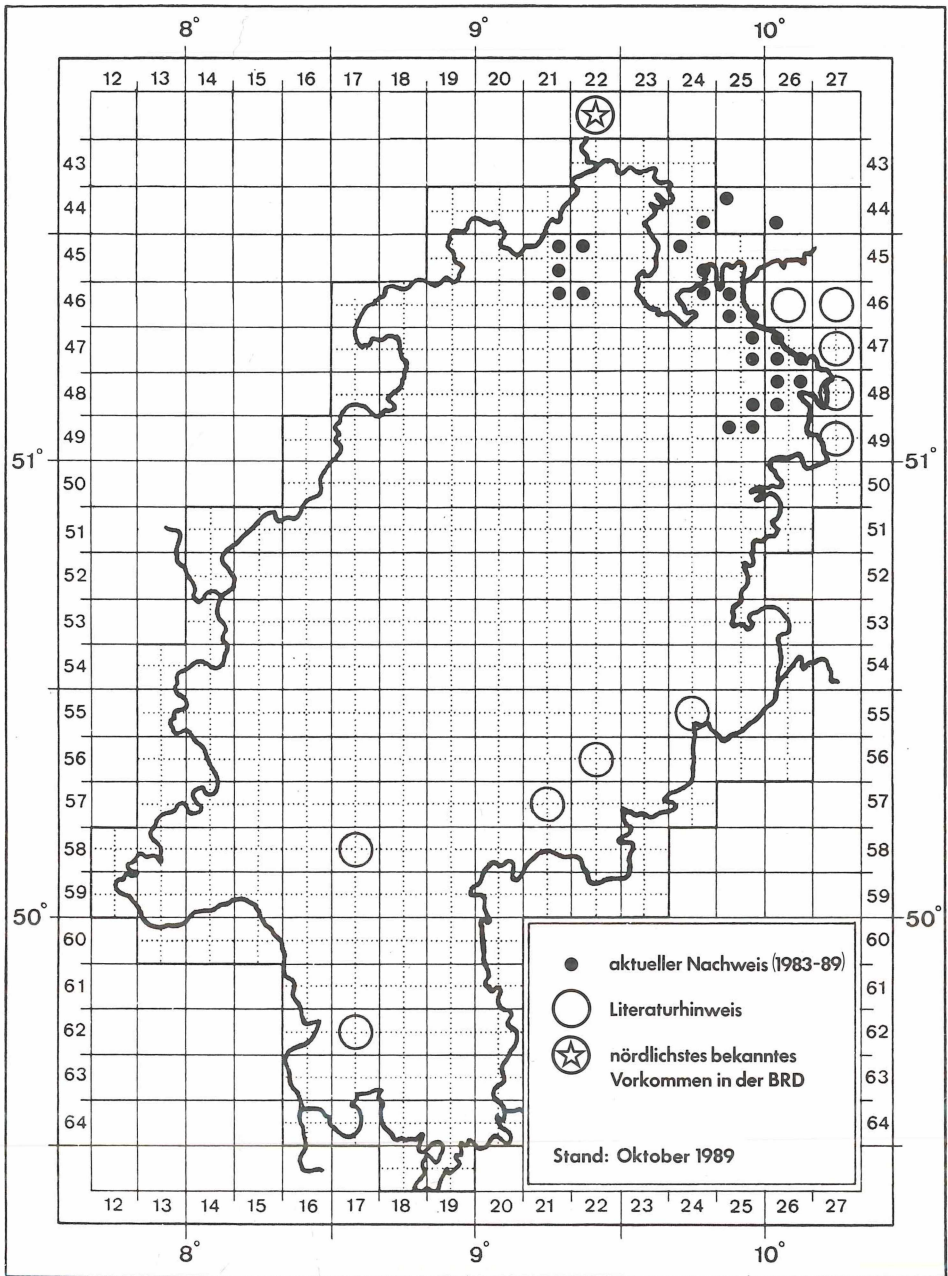 8° 9° 10°
12 13 14 15 16 17 18 19 20 21 22 23 24 25 26 27
43 43
44 44
45 45
46 46
47 47
48 48
49 49
51° 51°
50 50
51 51
52 52
53 53
54 54
55 55
56 56
57 57
58 58
59 59
50° 50°
60 60
61 61
62 62
63 63
64 64
aktueller Nachweis (1983-89)
Literaturhinweis
nördlichstes bekanntes
Vorkommen in der BRD
Stand: Oktober 1989
12 13 14 15 16 17 18 19 20 21 22 23 24 25 26 27
8° 9° 10°